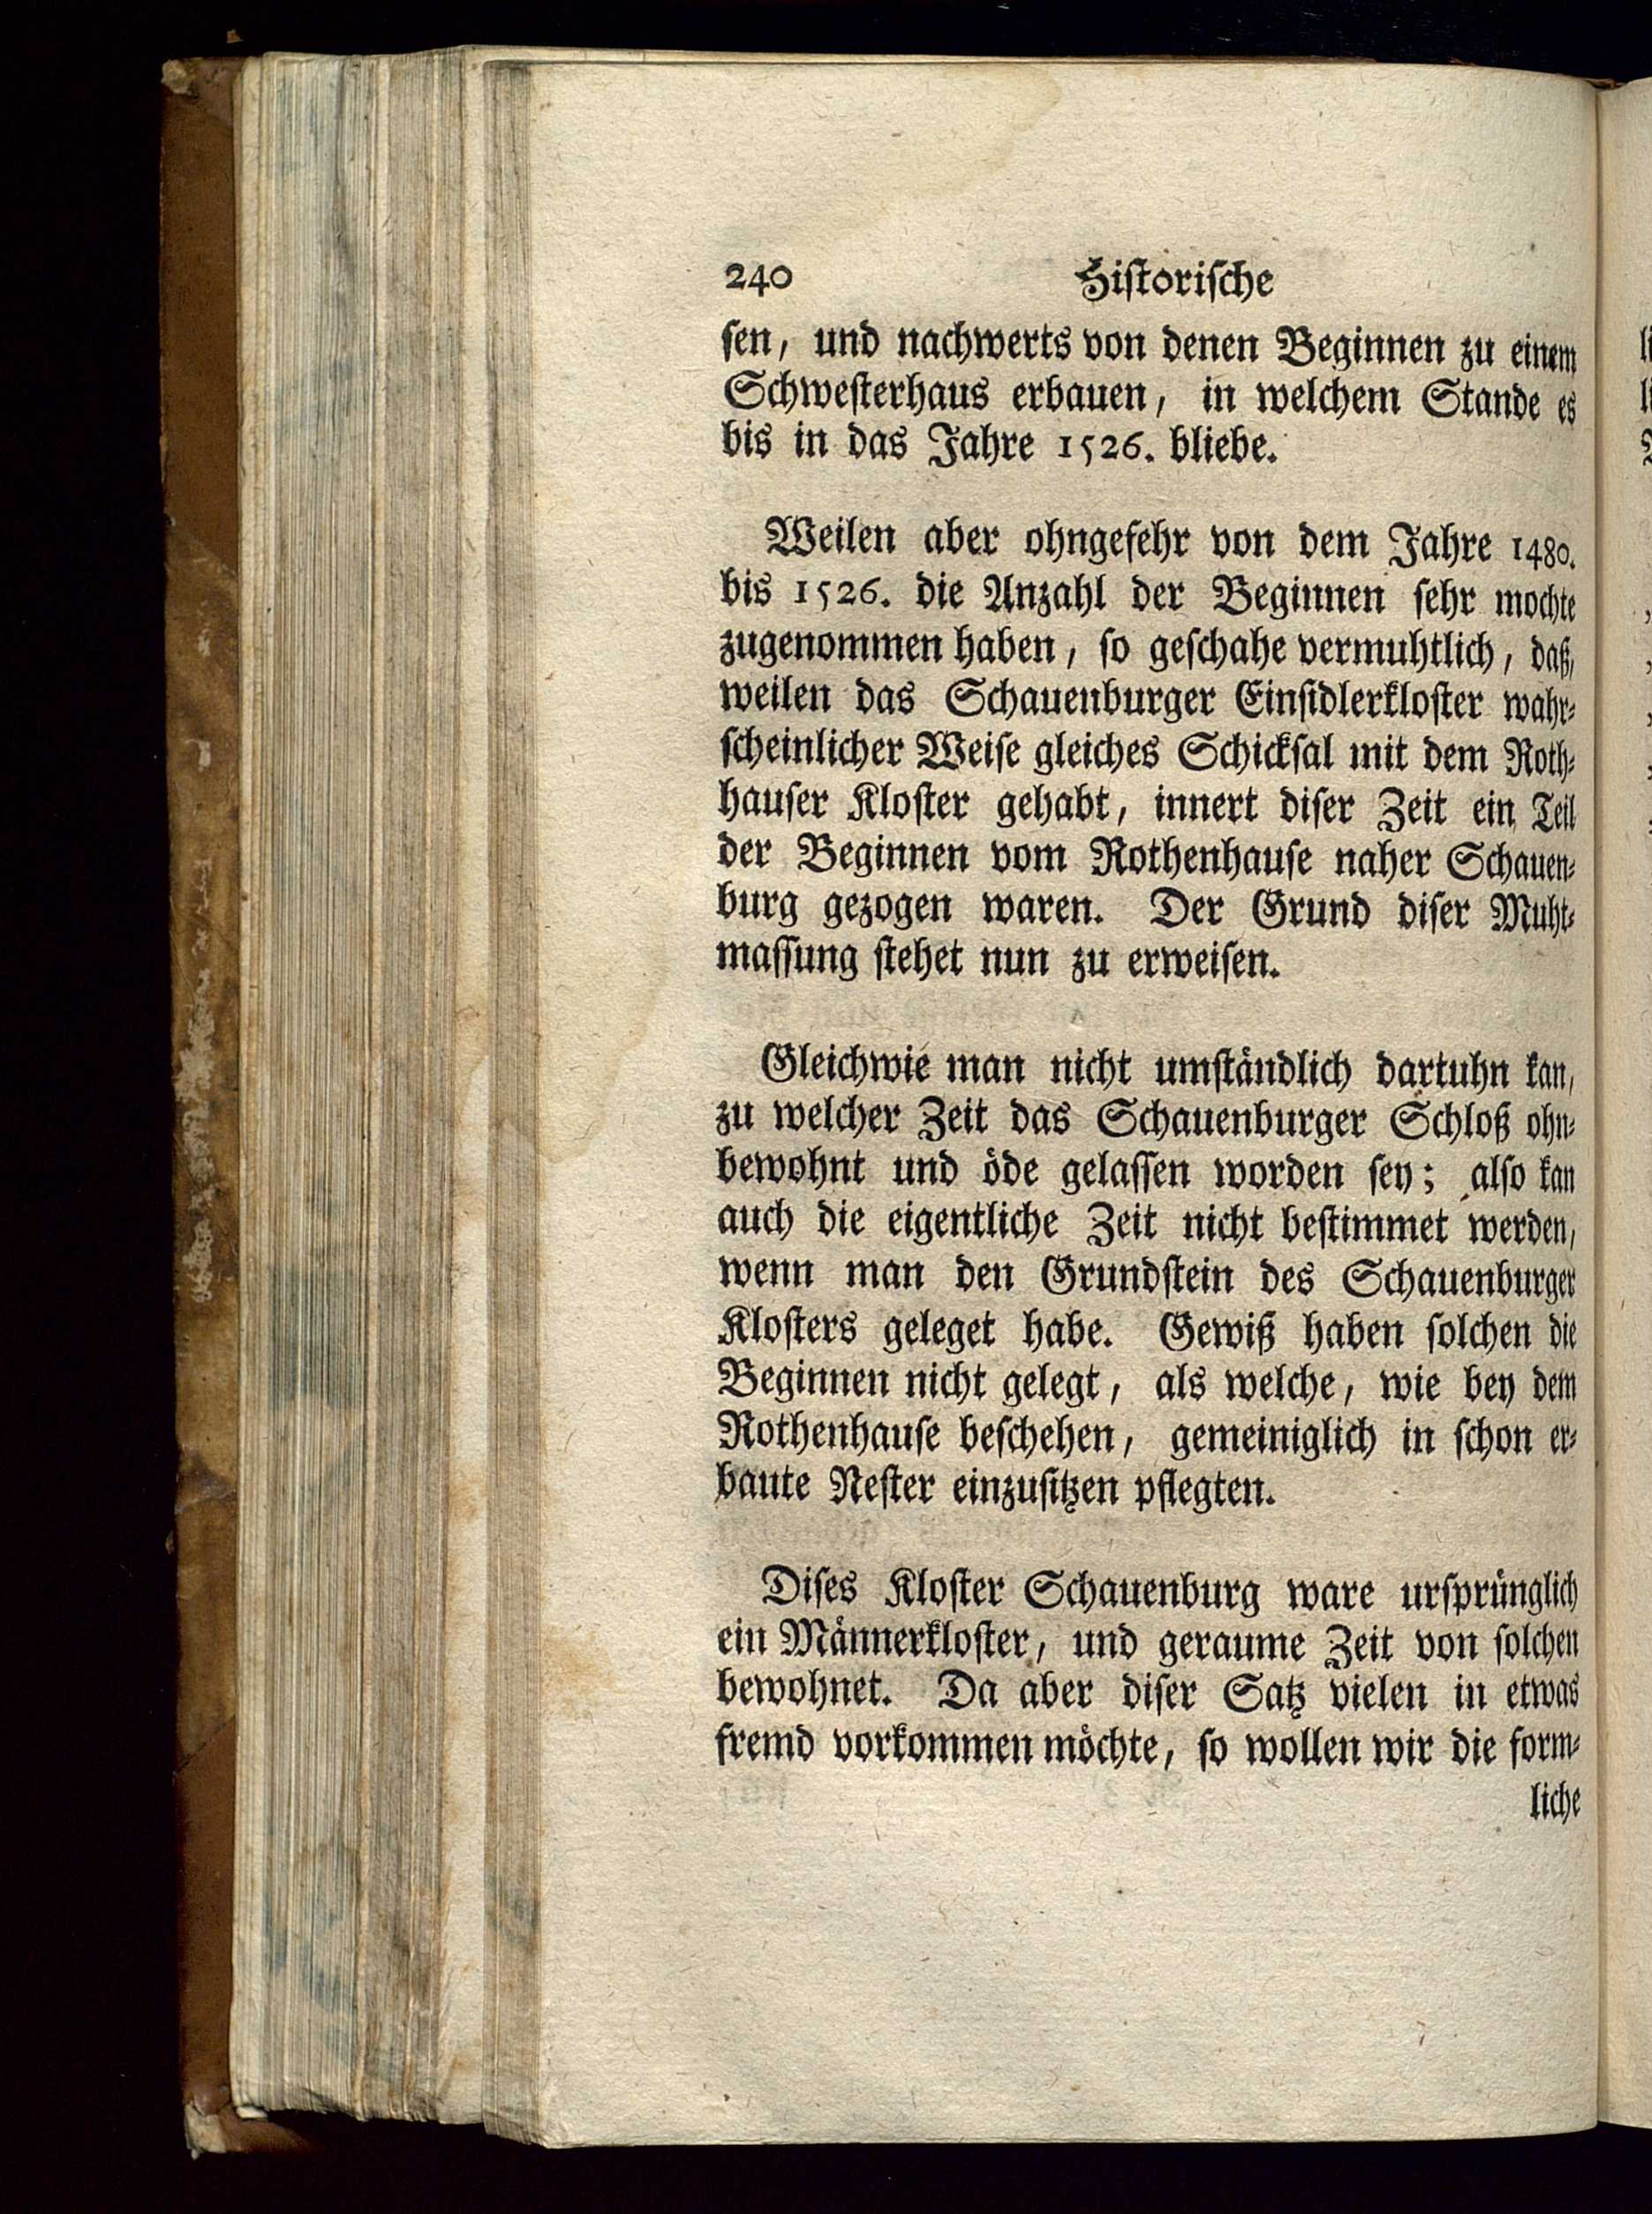 240 Hiſtoriſche
ſen, und nachwerts von denen Beginnen zu einem
Schweſterhaus erbauen, in welchem Stande es
bis in das Jahre 1526. bliebe.
Weilen aber ohngefehr von dem Jahre 1480.
bis 1526. die Anzahl der Beginnen ſehr mochte
zugenommen haben, ſo geſchahe vermuhtlich, daß,
weilen das Schauenburger Einſidlerkloſter wahr⸗
ſcheinlicher Weiſe gleiches Schickſal mit dem Roth⸗
hauſer Kloſter gehabt, innert diſer Zeit ein Teil
der Beginnen vom Rothenhauſe naher Schauen⸗
burg gezogen waren. Der Grund diſer Muht⸗
maſſung ſtehet nun zu erweiſen.
Gleichwie man nicht umſtändlich dartuhn kan,
zu welcher Zeit das Schauenburger Schloß ohn⸗
bewohnt und öde gelaſſen worden ſey; alſo kan
auch die eigentliche Zeit nicht beſtimmet werden,
wenn man den Grundſtein des Schauenburger
Kloſters geleget habe. Gewiß haben ſolchen die
Beginnen nicht gelegt, als welche, wie bey dem
Rothenhauſe beſchehen, gemeiniglich in ſchon er⸗
baute Neſter einzuſitzen pflegten.
Diſes Kloſter Schauenburg ware urſprünglich
ein Männerkloſter, und geraume Zeit von ſolchen
bewohnet. Da aber diſer Satz vielen in etwas
fremd vorkommen möchte, ſo wollen wir die form⸗
liche